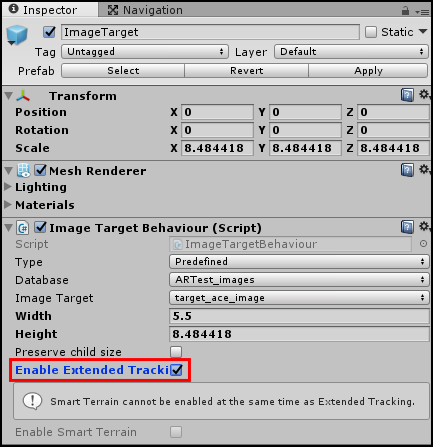 Inspector
Navigation
ImageTarget
Static
Tag Untagged Layer Default
Prefab Select Revert Apply
Transform
Position X 0 Y 0 Z 0
Rotation X 0 Y 0 Z 0
Scale X 8.484418 Y 8.484418 Z 8.484418
Mesh Renderer
Lighting
Materials
Image Target Behaviour (Script)
Script ImageTargetBehaviour
Type Predefined
Database ARTest_images
Image Target target_ace_image
Width 5.5
Height 8.484418
Preserve child size
Enable Extended Tracki
Smart Terrain cannot be enabled at the same time as Extended Tracking.
Enable Smart Terrain